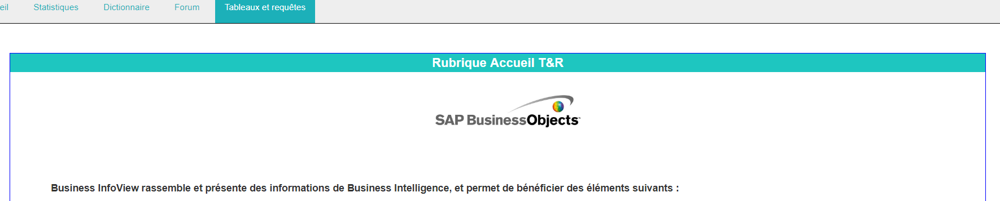 eil Statistiques Dictionnaire Forum Tableaux et requêtes
Rubrique Accueil T&R
SAP BusinessObjects™
Business InfoView rassemble et présente des informations de Business Intelligence, et permet de bénéficier des éléments suivants :